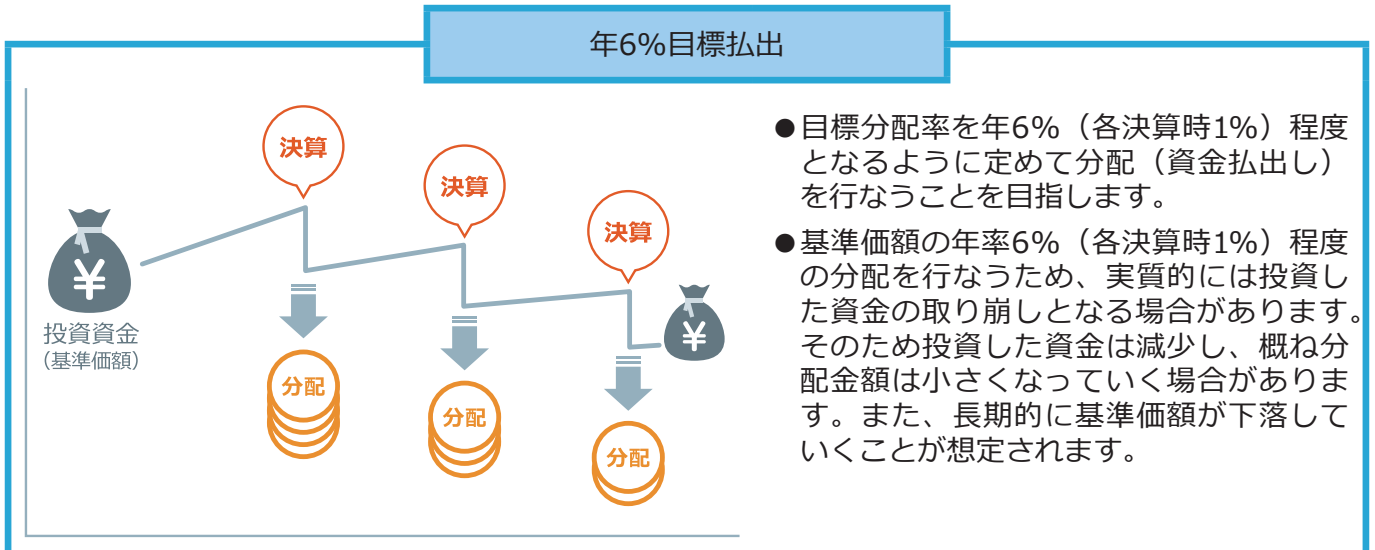 年6%目標払出
決算
決算
決算
¥
投資資金
(基準価額)
¥
分配
分配
分配
●目標分配率を年6%（各決算時1%）程度
となるように定めて分配（資金払出し）
を行なうことを目指します。
●基準価額の年率6%（各決算時1%）程度
の分配を行なうため、実質的には投資し
た資金の取り崩しとなる場合があります。
そのため投資した資金は減少し、概ね分
配金額は小さくなっていく場合がありま
す。また、長期的に基準価額が下落して
いくことが想定されます。